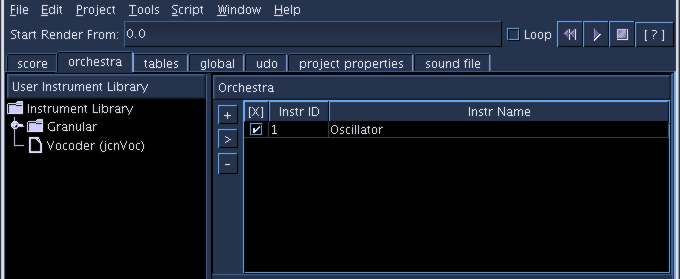 File Edit Project Tools Script Window Help
Start Render From: 0.0 Loop [ ? ]
score orchestra tables global udo project properties sound file
User Instrument Library Orchestra
Instrument Library
Granular
Vocoder (jcnVoc)
+
>
-
[X] Instr ID Instr Name
1 Oscillator